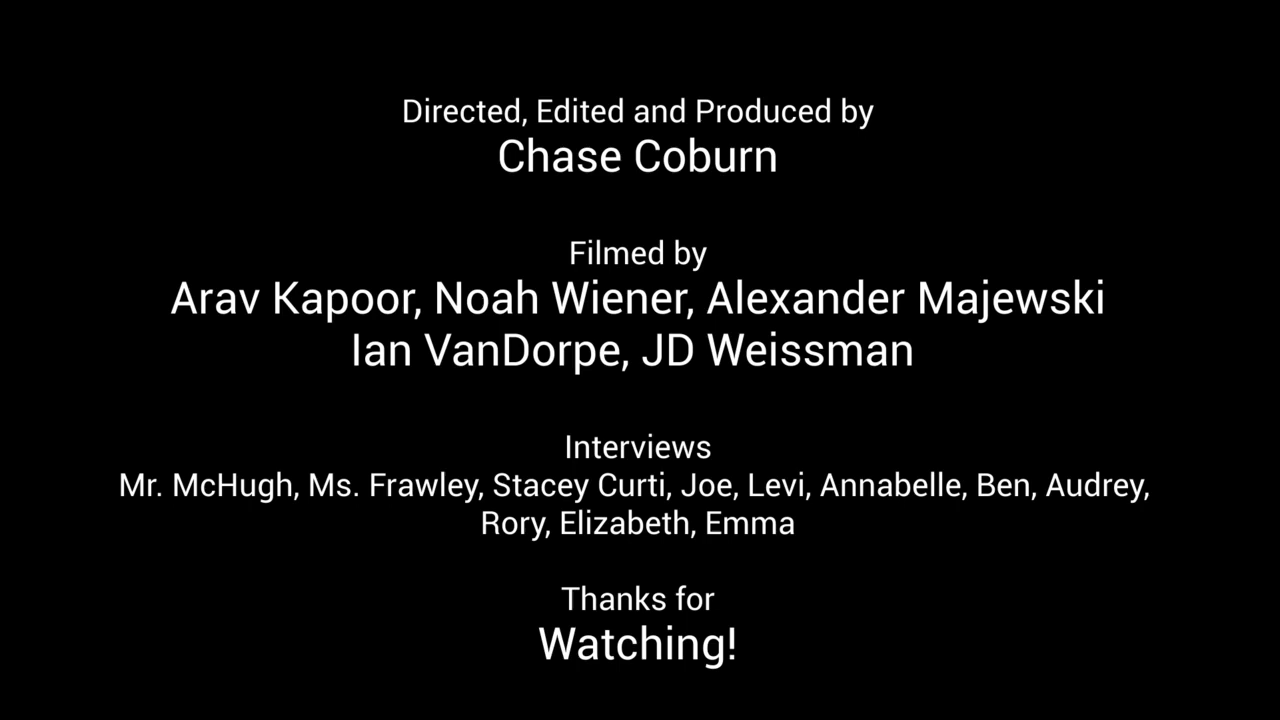 Directed, Edited and Produced by
Chase Coburn
Filmed by
Arav Kapoor, Noah Wiener, Alexander Majewski
Ian VanDorpe, JD Weissman
Interviews
Mr. McHugh, Ms. Frawley, Stacey Curti, Joe, Levi, Annabelle, Ben, Audrey,
Rory, Elizabeth, Emma
Thanks for
Watching!